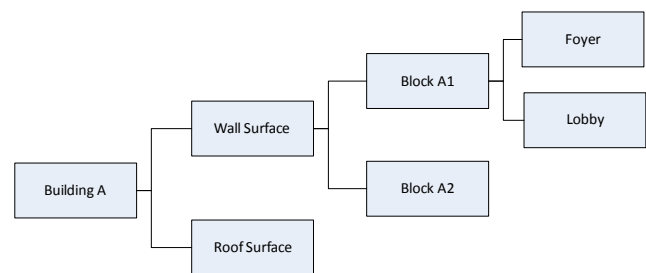 Foyer
Block A1
Lobby
Wall Surface
Block A2
Building A
Roof Surface